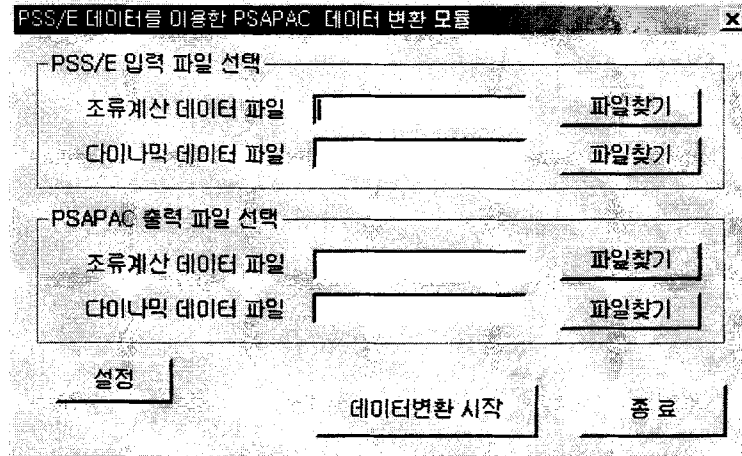 PSS/E 데이터를 이용한 PSAPAC 데이터 변환 모듈
PSS/E 입력 파일 선택
조류계산 데이터 파일 파일찾기
다이나믹 데이터 파일 파일찾기
PSAPAC 출력 파일 선택
조류계산 데이터 파일 파일찾기
다이나믹 데이터 파일 파일찾기
설정
데이터변환 시작 종 료